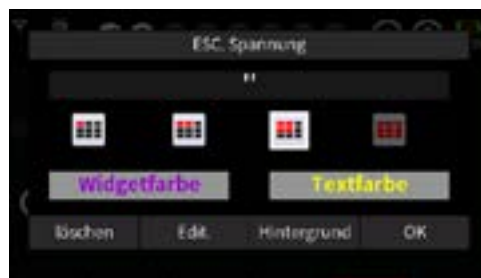 ESC. Spannung
"
Widgetfarbe Textfarbe
löschen Edit. Hintergrund OK